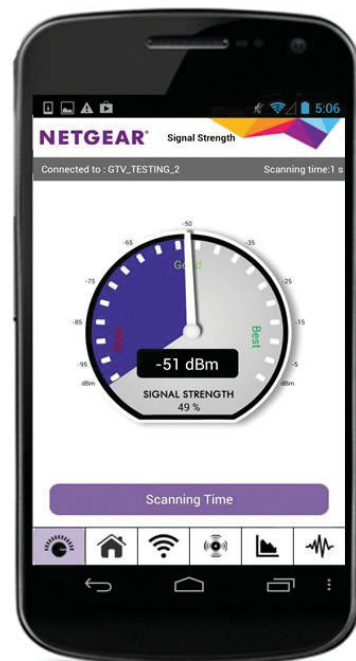 5:06
NETGEAR® Signal Strength
Connected to : GTV_TESTING_2 Scanning time:1 s
-50
-65 -35
Good
-75 -25
-85 -15
Poor Best
-95 -5
dBm dBm
-51 dBm
SIGNAL STRENGTH
49 %
Scanning Time